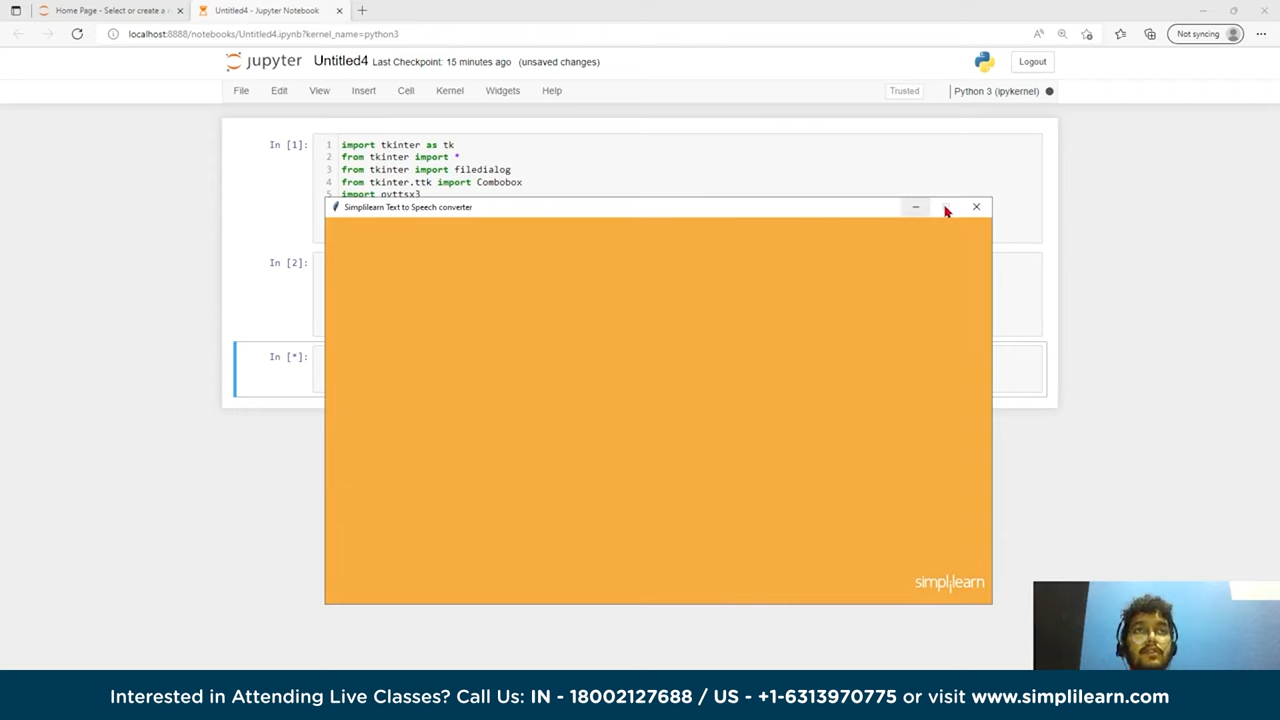 Home Page - Select or create a n
Untitled4 - Jupyter Notebook
localhost:8888/notebooks/Untitled4.ipynb?kernel_name=python3
Not syncing
jupyter Untitled4 Last Checkpoint: 15 minutes ago (unsaved changes)
Logout
File Edit View Insert Cell Kernel Widgets Help
Trusted
Python 3 (ipykernel)
In [1]:
1 import tkinter as tk
2 from tkinter import *
3 from tkinter import filedialog
4 from tkinter.ttk import Combobox
5 import pyttsx3
Simplilearn Text to Speech converter
In [2]:
In [*]:
simplilearn
Interested in Attending Live Classes? Call Us: IN - 18002127688 / US - +1-6313970775 or visit www.simplilearn.com